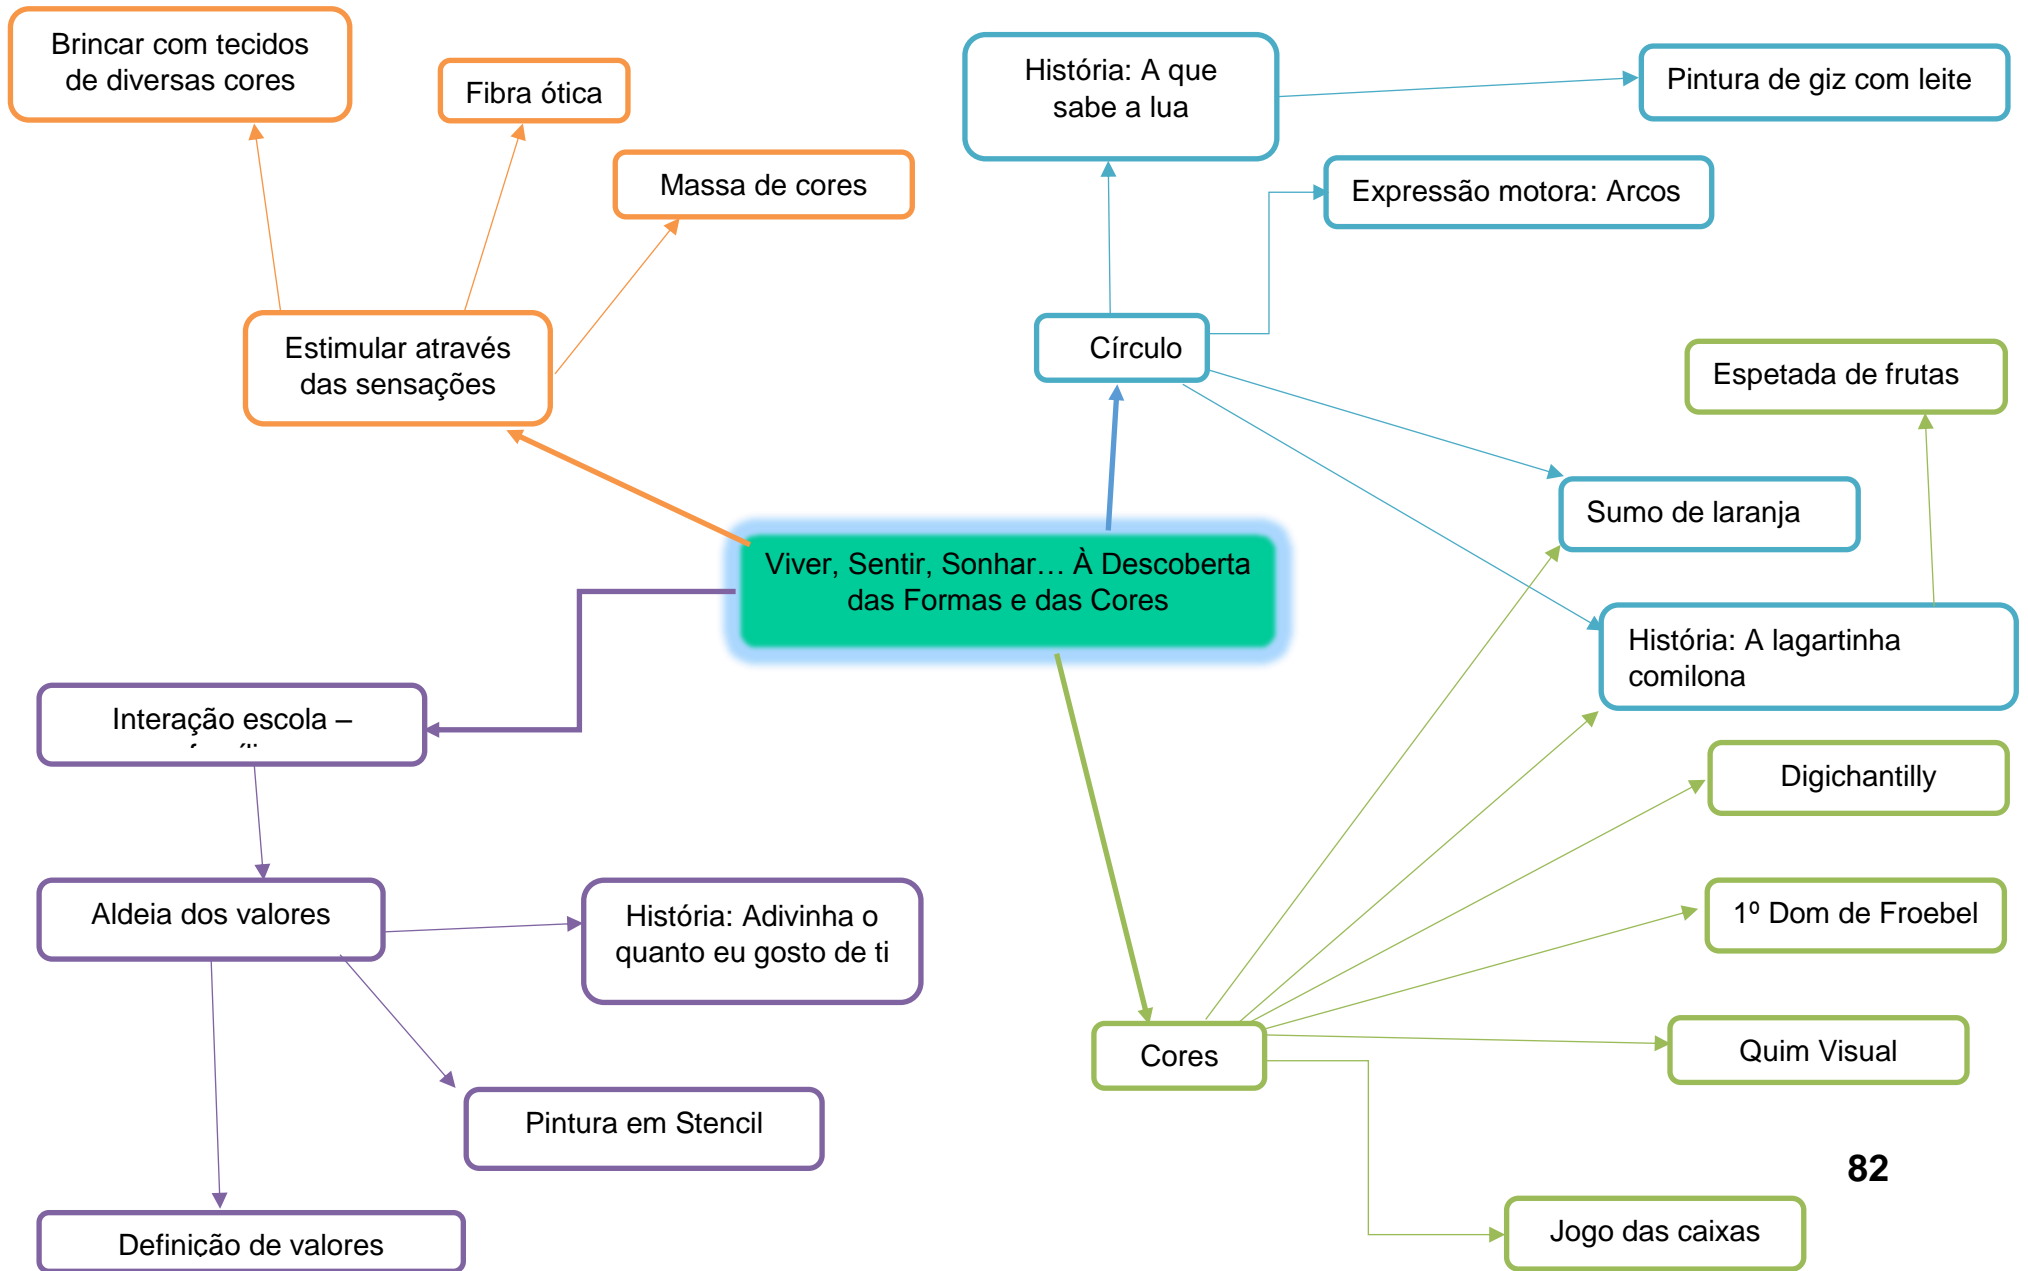 Brincar com tecidos
de diversas cores
Fibra ótica
Massa de cores
Estimular através
das sensações
História: A que
sabe a lua
Pintura de giz com leite
Expressão motora: Arcos
Círculo
Espetada de frutas
Sumo de laranja
História: A lagartinha
comilona
Viver, Sentir, Sonhar… À Descoberta
das Formas e das Cores
Interação escola –
Aldeia dos valores
História: Adivinha o
quanto eu gosto de ti
Pintura em Stencil
Definição de valores
Digichantilly
1º Dom de Froebel
Quim Visual
Cores
Jogo das caixas
82